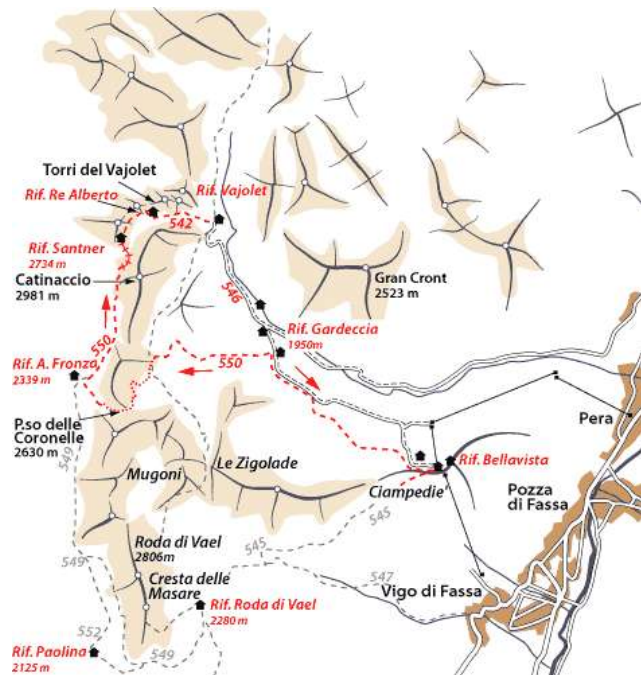 Torri del Vajolet
Rif. Re Alberto
Rif. Vajolet
542
Rif. Santner
2734 m
Catinaccio
2981 m
Gran Cront
2523 m
546
550
Rif. Gardeccia
1950m
Rif. A. Fronza
2339 m
550
P.so delle
Coronelle
2630 m
Pera
549
Mugoni
Le Zigolade
Rif. Bellavista
Ciampedie'
Pozza
di Fassa
545
Roda di Vael
2806m
549
545
Cresta delle
Masare
547
Vigo di Fassa
Rif. Roda di Vael
2280 m
552
549
Rif. Paolina
2125 m